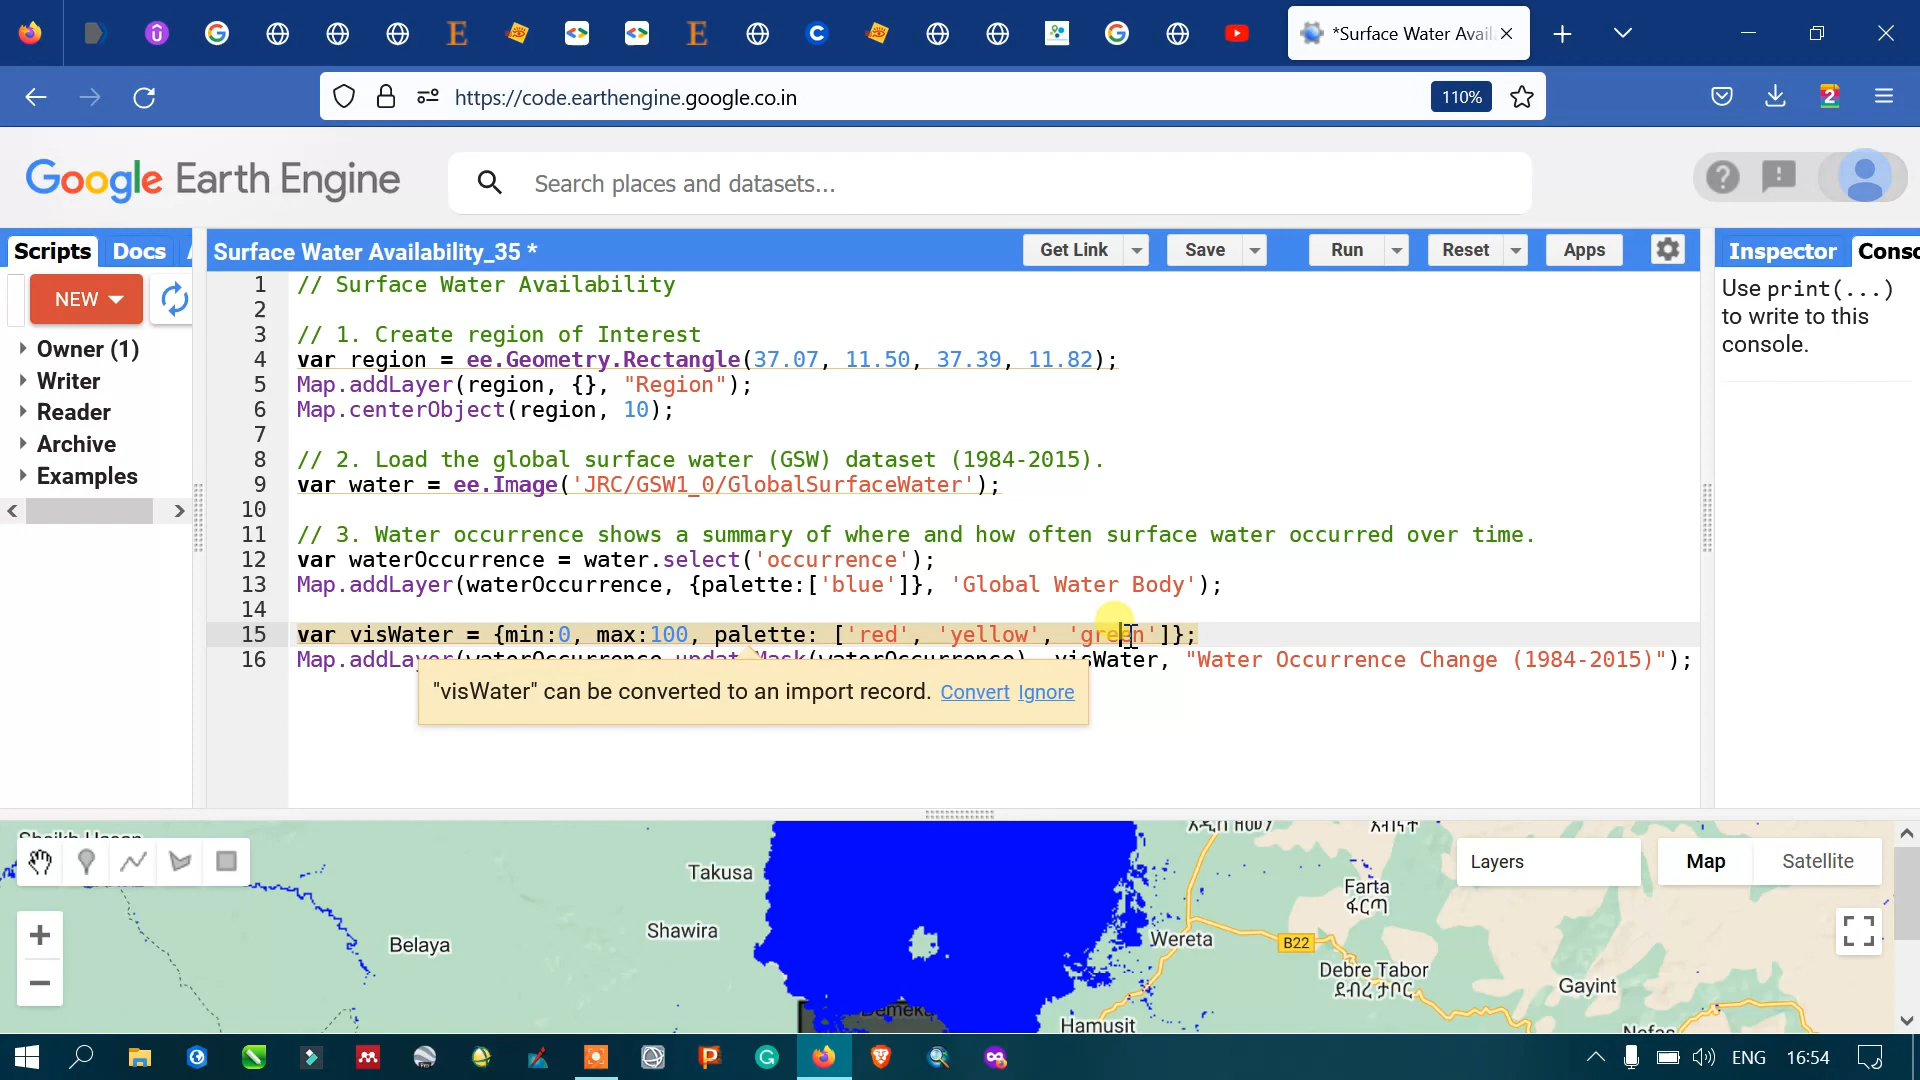 *Surface Water Avail
https://code.earthengine.google.co.in
110%
2
Google Earth Engine
Search places and datasets...
Scripts
Docs
Surface Water Availability_35 *
Get Link
Save
Run
Reset
Apps
Inspector
Conso
NEW
Owner (1)
Writer
Reader
Archive
Examples
Use print(...)
to write to this
console.
1 // Surface Water Availability
2
3 // 1. Create region of Interest
4 var region = ee.Geometry.Rectangle(37.07, 11.50, 37.39, 11.82);
5 Map.addLayer(region, {}, "Region");
6 Map.centerObject(region, 10);
7
8 // 2. Load the global surface water (GSW) dataset (1984-2015).
9 var water = ee.Image('JRC/GSW1_0/GlobalSurfaceWater');
10
11 // 3. Water occurrence shows a summary of where and how often surface water occurred over time.
12 var waterOccurrence = water.select('occurrence');
13 Map.addLayer(waterOccurrence, {palette:['blue']}, 'Global Water Body');
14
15 var visWater = {min:0, max:100, palette: ['red', 'yellow', 'green']};
16 Map.addLayer(waterOccurrence.updateMask(waterOccurrence), visWater, "Water Occurrence Change (1984-2015)");
"visWater" can be converted to an import record. Convert Ignore
Takusa
Shawira
Belaya
Wereta
B22
Farta
ፋርጣ
Debre Tabor
ደብረ ታቦር
Gayint
Hamusit
Layers
Map
Satellite
ENG
16:54